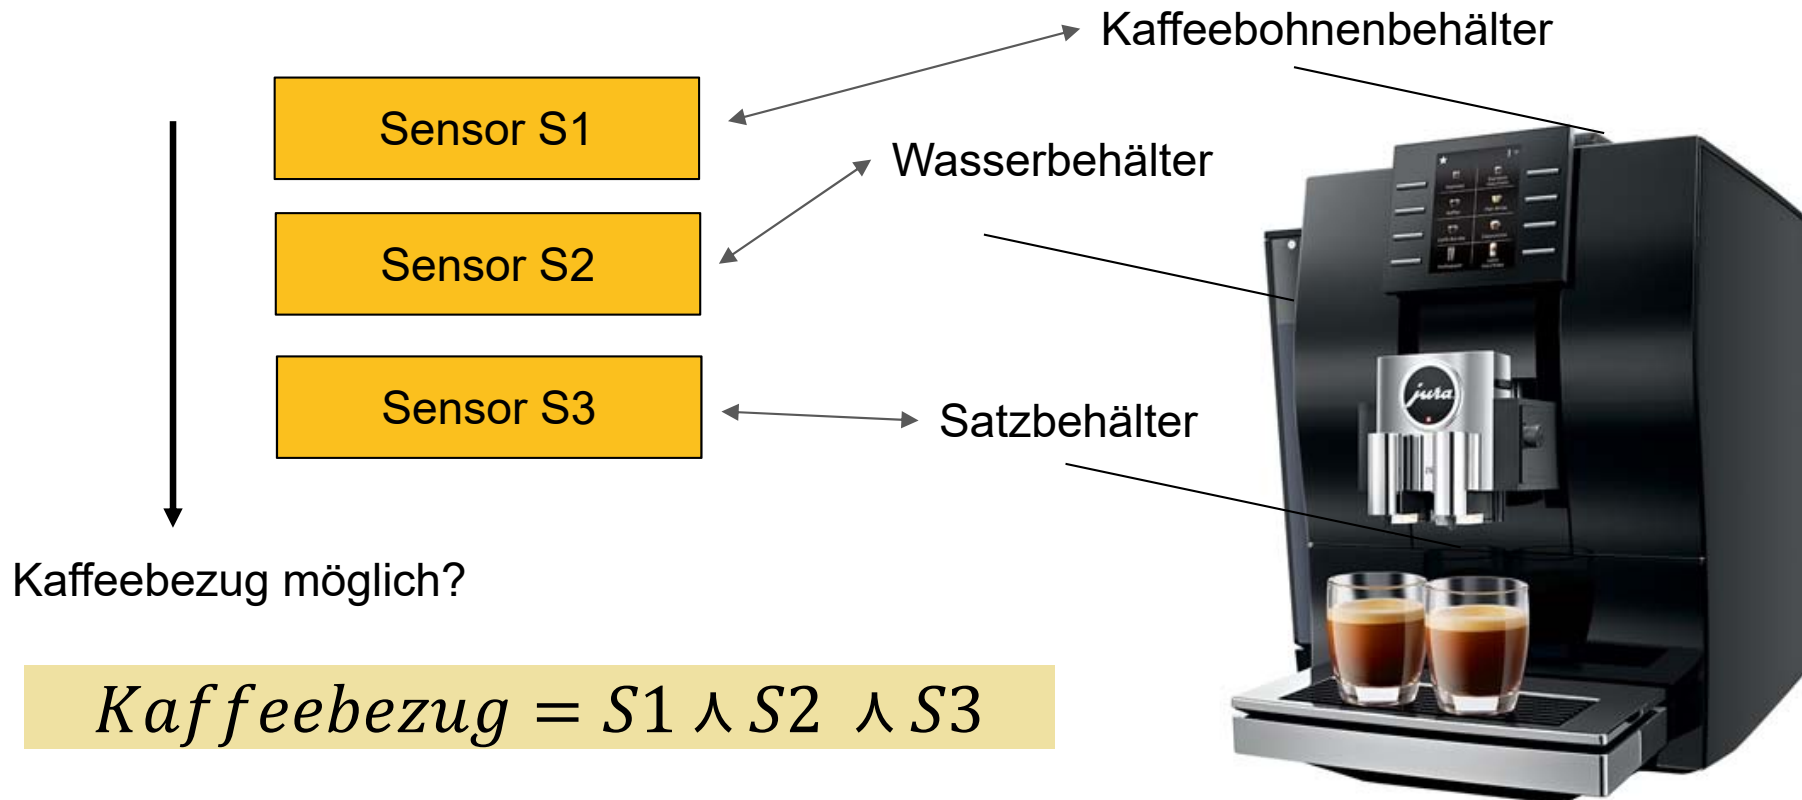 Kaffeebohnenbehälter
Sensor S1
Wasserbehälter
Sensor S2
Sensor S3
Satzbehälter
jura
Kaffeebezug möglich?
Kaffeebezug = S1 ⋏ S2 ⋏ S3